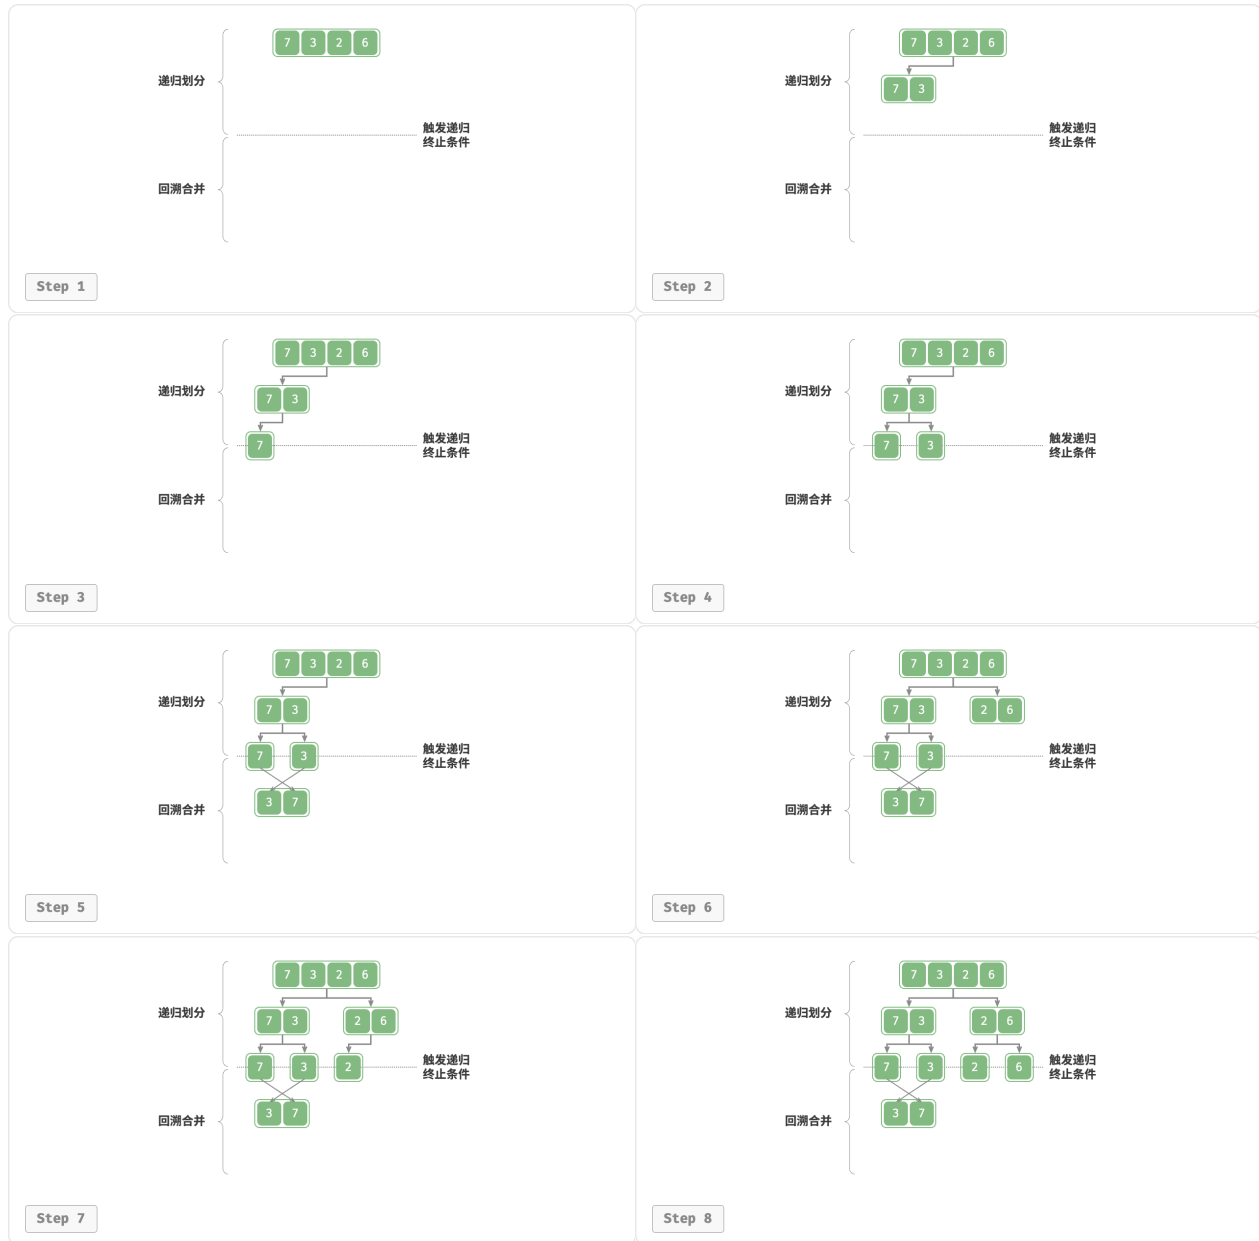 7 3 2 6
递归划分
触发递归
终止条件
回溯合并
Step 1
7 3 2 6
7 3
递归划分
触发递归
终止条件
回溯合并
Step 2
7 3 2 6
递归划分
7 3
7
触发递归
终止条件
回溯合并
Step 3
7 3 2 6
递归划分
7 3
7 3
触发递归
终止条件
回溯合并
Step 4
7 3 2 6
递归划分
7 3
7 3
触发递归
终止条件
3 7
回溯合并
Step 5
7 3 2 6
递归划分
7 3 2 6
7 3
触发递归
终止条件
3 7
回溯合并
Step 6
7 3 2 6
递归划分
7 3 2 6
7 3 2
触发递归
终止条件
3 7
回溯合并
Step 7
7 3 2 6
递归划分
7 3 2 6
7 3 2 6
触发递归
终止条件
3 7
回溯合并
Step 8